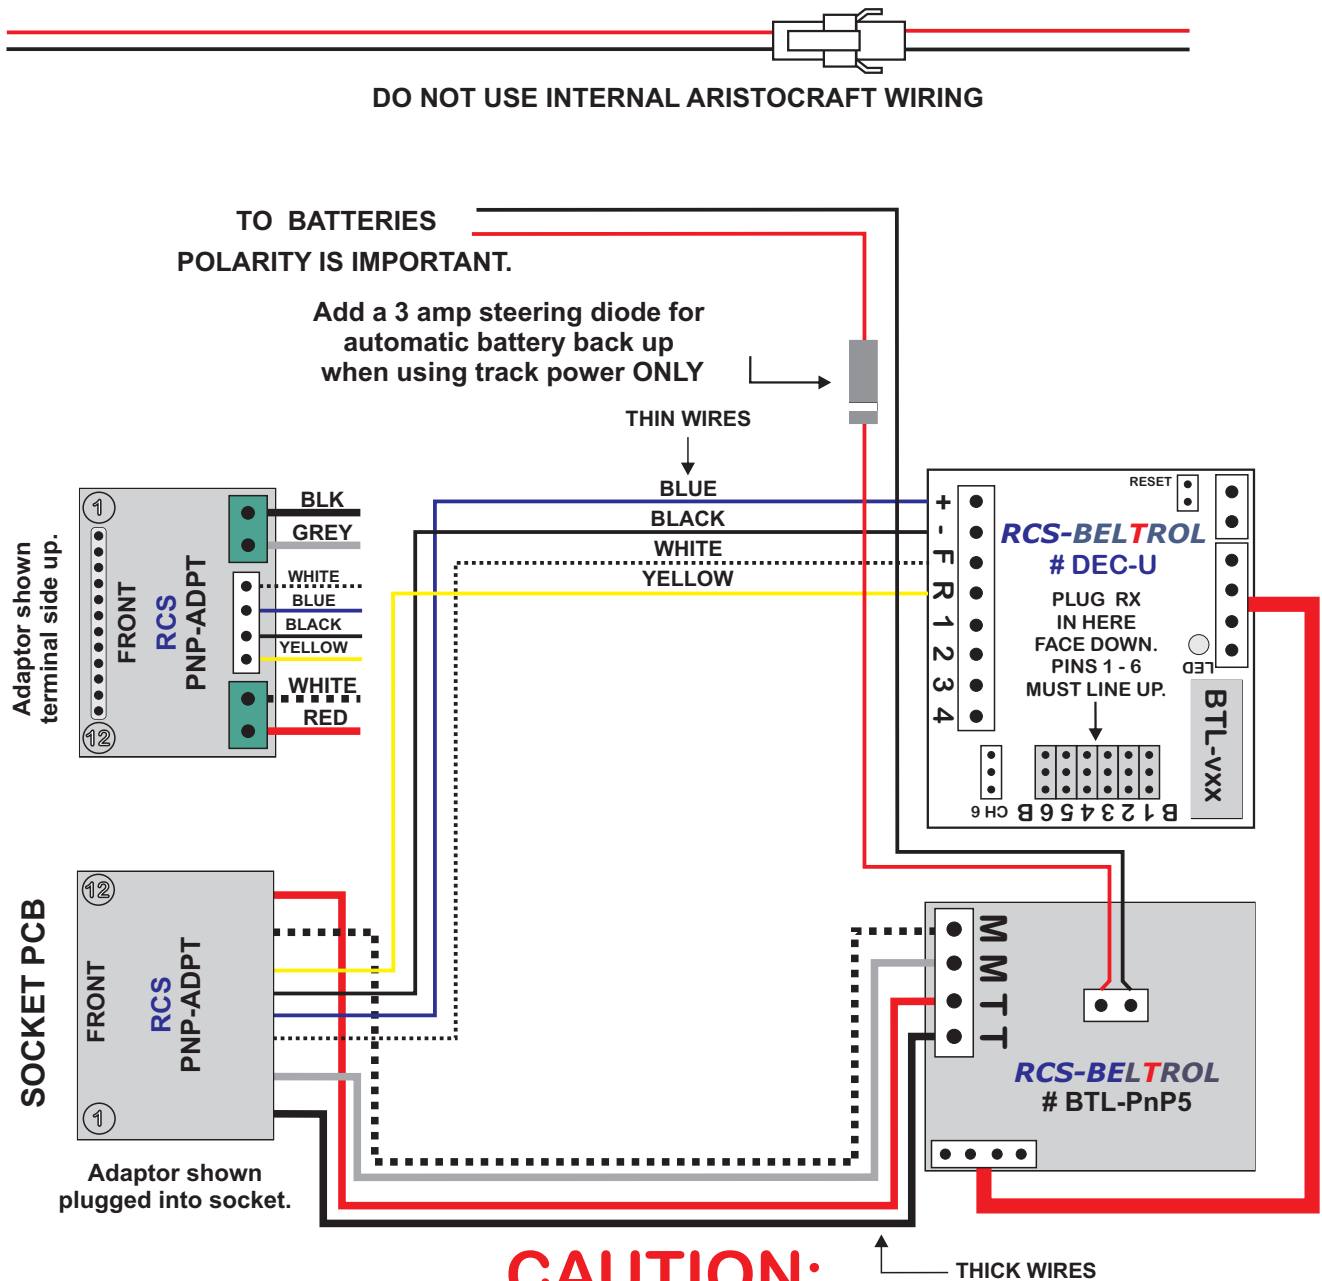 DO NOT USE INTERNAL ARISTOCRAFT WIRING
TO BATTERIES
POLARITY IS IMPORTANT.
Add a 3 amp steering diode for
automatic battery back up
when using track power ONLY
THIN WIRES
Adaptor shown
terminal side up.
1
12
FRONT
RCS
PNP-ADPT
BLK
GREY
WHITE
BLUE
BLACK
YELLOW
WHITE
RED
BLUE
BLACK
WHITE
YELLOW
+
-
F
R
1
2
3
4
RESET
RCS-BELTROL
# DEC-U
PLUG RX
IN HERE
FACE DOWN.
PINS 1 - 6
MUST LINE UP.
LED
BTL-vxx
CH 6
B 6 5 4 3 2 1 B
SOCKET PCB
12
1
FRONT
RCS
PNP-ADPT
Adaptor shown
plugged into socket.
M
M
T
T
RCS-BELTROL
# BTL-PnP5
CAUTION:
THICK WIRES